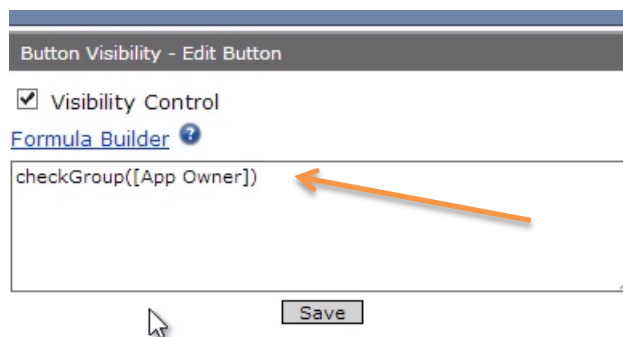 Button Visibility - Edit Button
Visibility Control
Formula Builder ?
checkGroup([App Owner])
Save